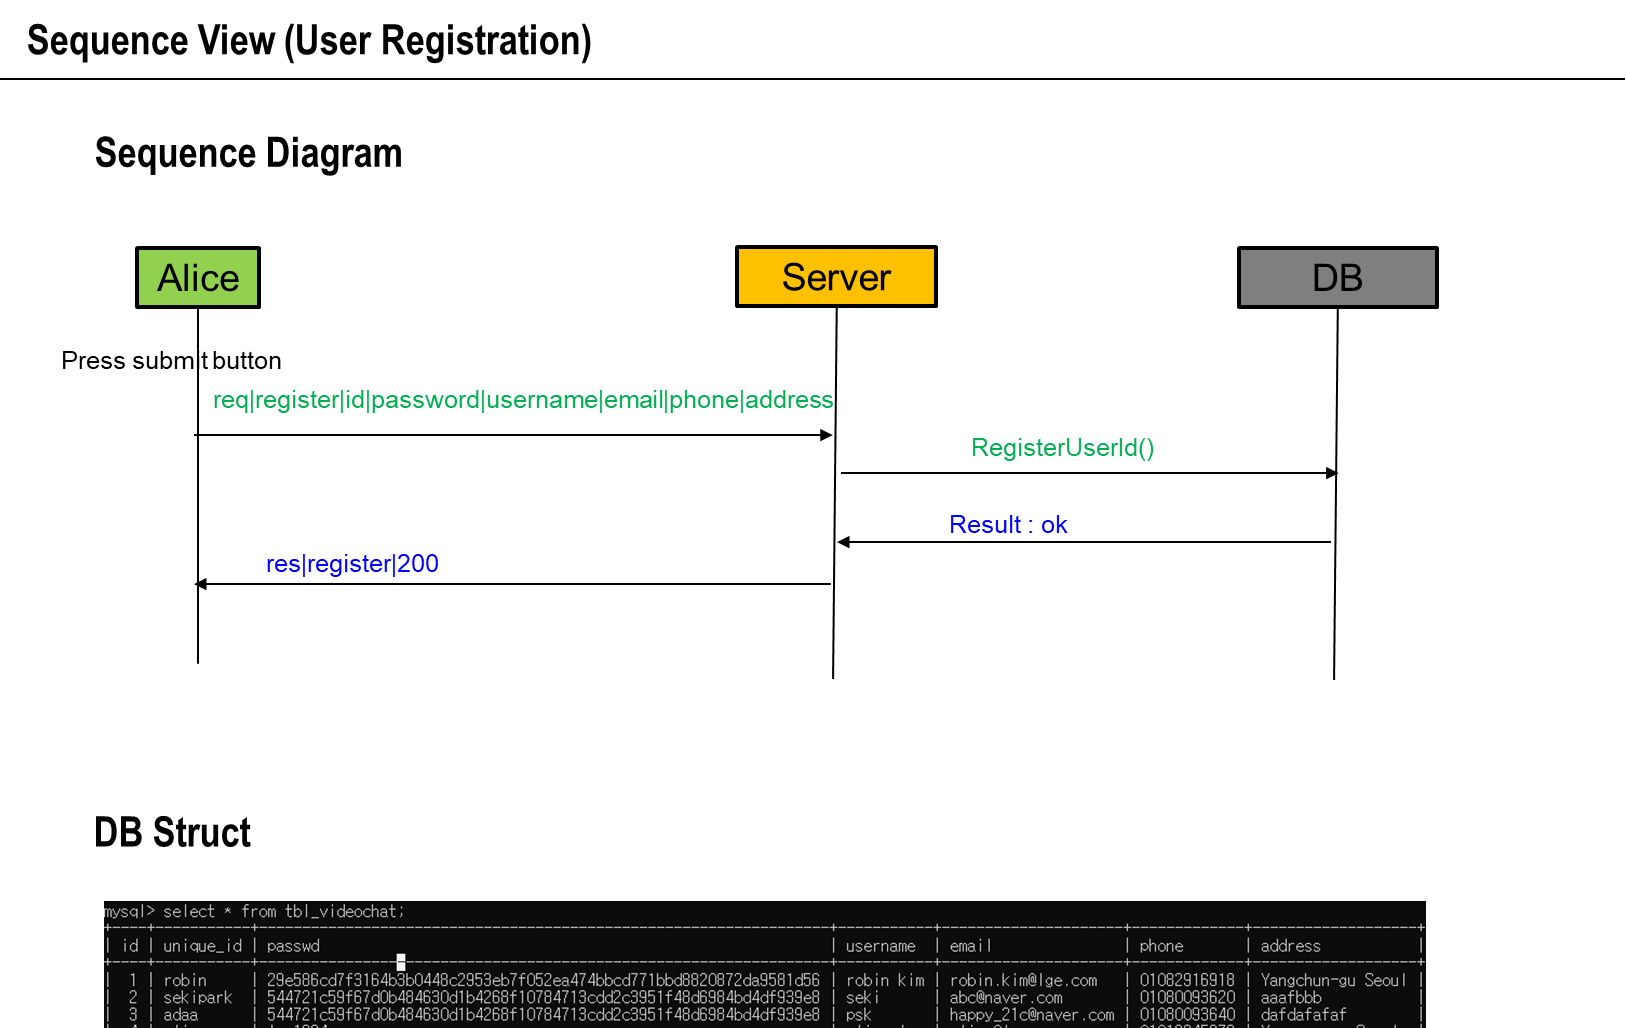 Sequence View (User Registration)
Sequence Diagram
Alice
Server
DB
Press submit button
req|register|id|password|username|email|phone|address
RegisterUserId()
Result : ok
res|register|200
DB Struct
mysql> select * from tbl_videochat;
| id | unique_id | passwd | username | email | phone | address |
| 1 | robin | 29e586cd7f3164b3b0448c2953eb7f052ea474bbcd771bbd8820872da9581d56 | robin kim | robin.kim@lge.com | 01082916918 | Yangchun-gu Seoul |
| 2 | sekipark | 544721c59f67d0b484630d1b4268f10784713cdd2c3951f48d6984bd4df939e8 | seki | abc@naver.com | 01080093620 | aaafbbb |
| 3 | adaa | 544721c59f67d0b484630d1b4268f10784713cdd2c3951f48d6984bd4df939e8 | psk | happy_21c@naver.com | 01080093640 | dafdafafaf |